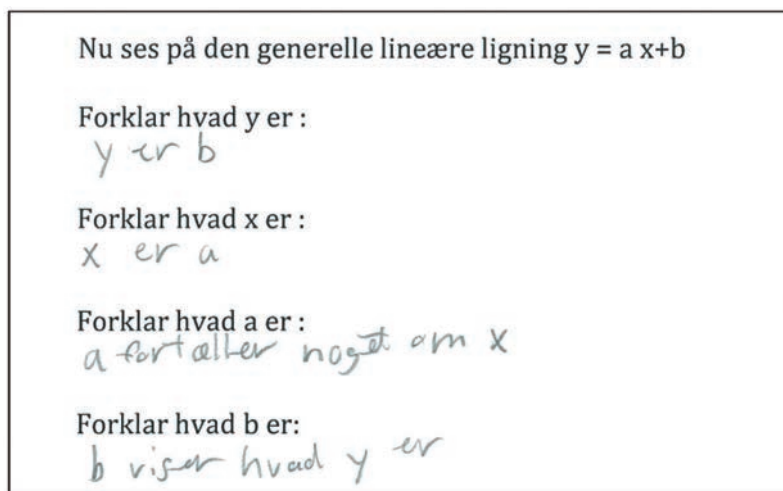 Nu ses på den generelle lineære ligning y = a x+b
Forklar hvad y er :
y er b
Forklar hvad x er :
x er a
Forklar hvad a er :
a fortæller noget om x
Forklar hvad b er:
b viser hvad y er